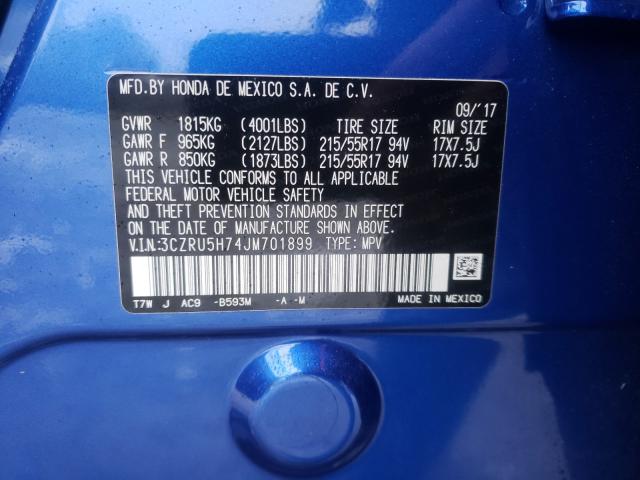 MFD.BY HONDA DE MEXICO S.A. DE C.V.
09/'17
GVWR 1815KG (4001LBS) TIRE SIZE RIM SIZE
GAWR F 965KG (2127LBS) 215/55R17 94V 17X7.5J
GAWR R 850KG (1873LBS) 215/55R17 94V 17X7.5J
THIS VEHICLE CONFORMS TO ALL APPLICABLE
FEDERAL MOTOR VEHICLE SAFETY
AND THEFT PREVENTION STANDARDS IN EFFECT
ON THE DATE OF MANUFACTURE SHOWN ABOVE.
V.I.N:3CZRU5H74JM701899 TYPE: MPV
T7W J AC9 -B593M -A -M MADE IN MEXICO